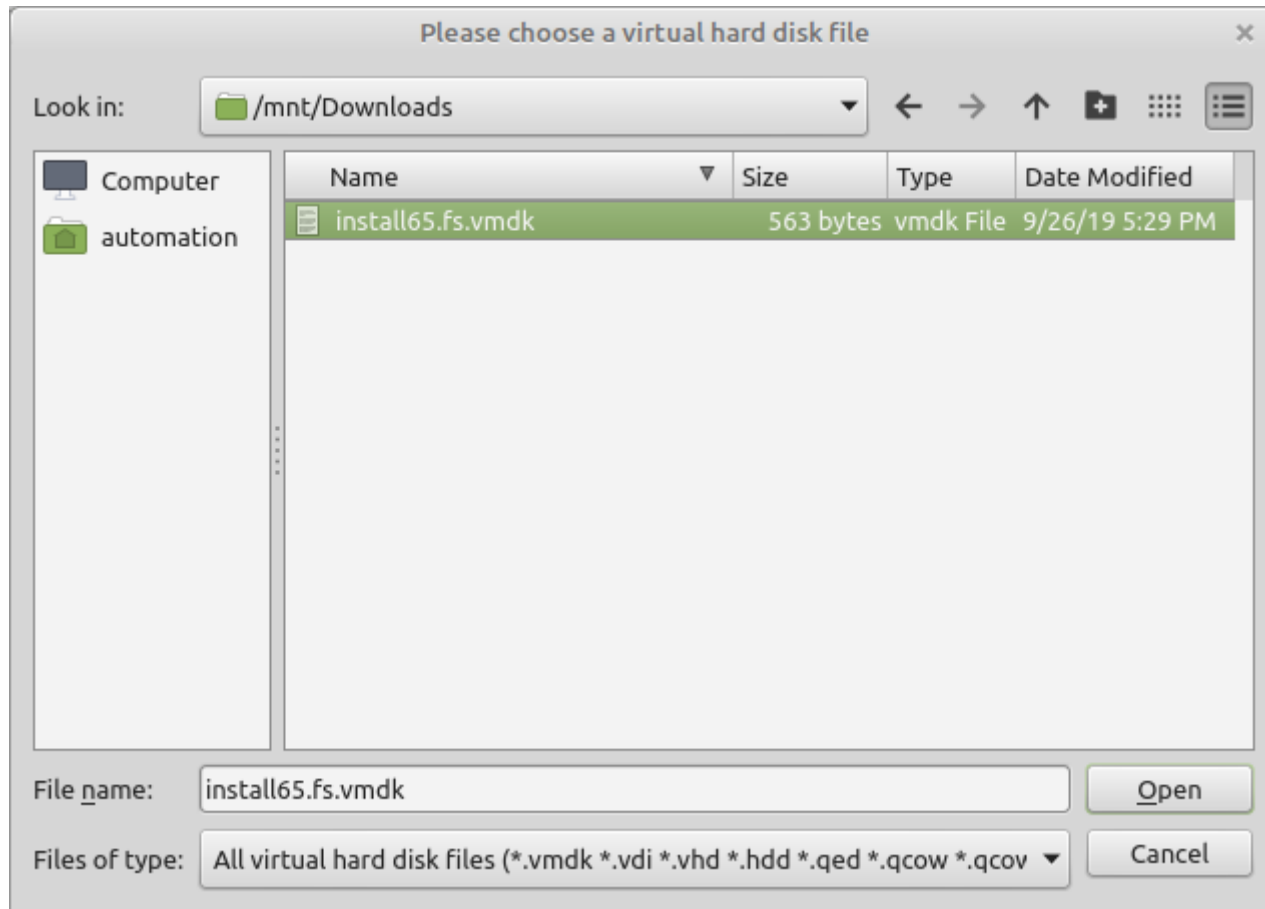 Please choose a virtual hard disk file
Look in: /mnt/Downloads
Computer
automation
Name Size Type Date Modified
install65.fs.vmdk 563 bytes vmdk File 9/26/19 5:29 PM
File name: install65.fs.vmdk Open
Files of type: All virtual hard disk files (*.vmdk *.vdi *.vhd *.hdd *.qed *.qcow *.qcov Cancel